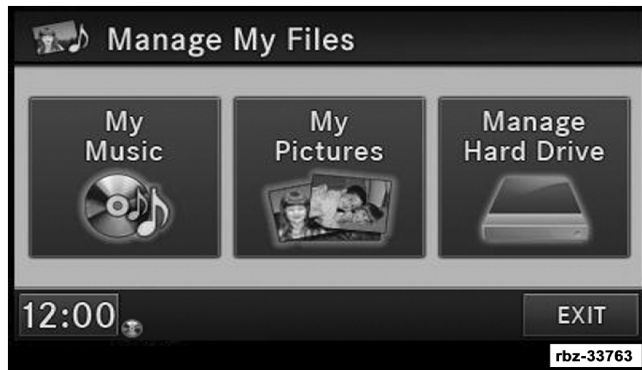 Manage My Files
My
Music
My
Pictures
Manage
Hard Drive
12:00
EXIT
rbz-33763